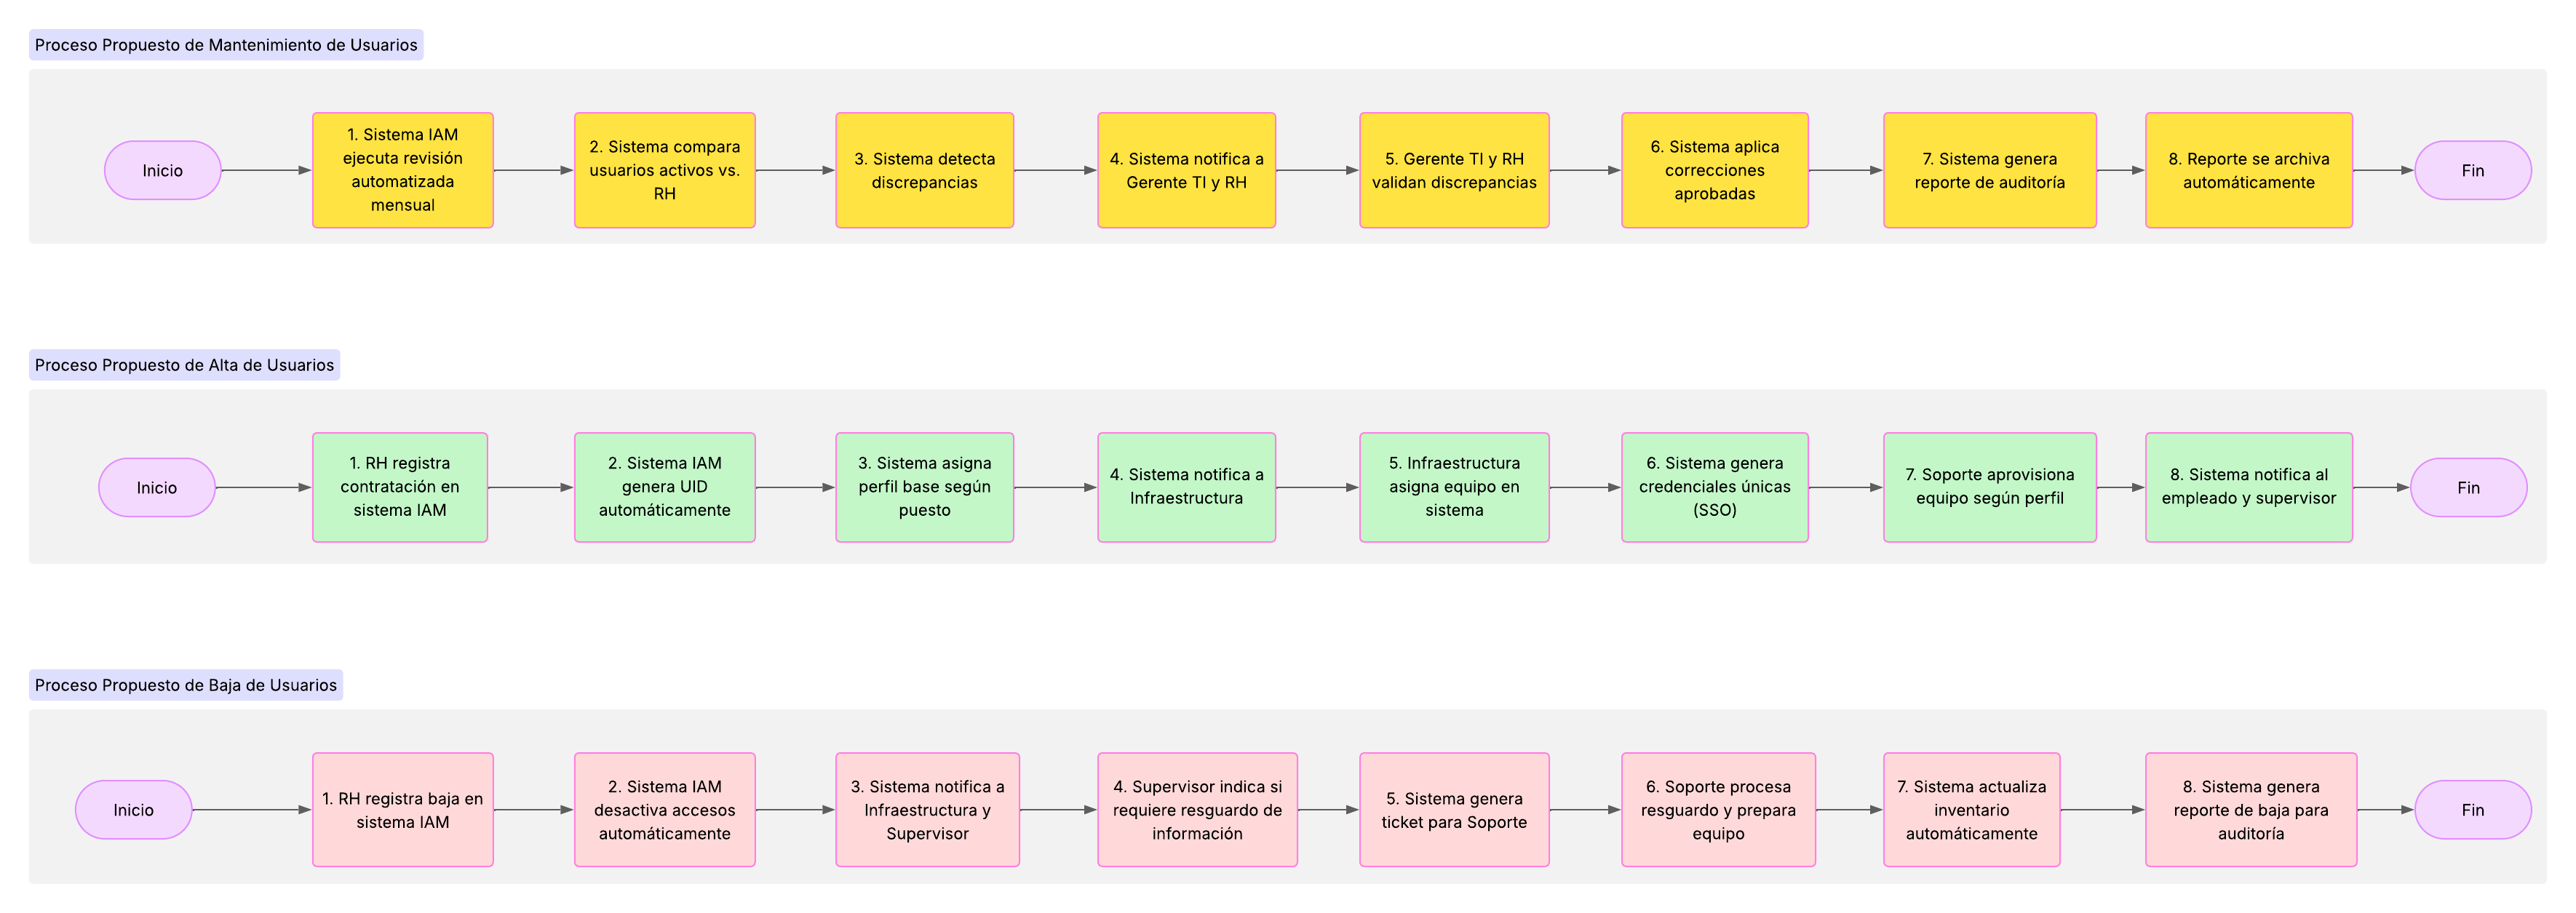 Proceso Propuesto de Mantenimiento de Usuarios
Inicio
1. Sistema IAM
ejecuta revisión
automatizada
mensual
2. Sistema compara
usuarios activos vs.
RH
3. Sistema detecta
discrepancias
4. Sistema notifica a
Gerente TI y RH
5. Gerente TI y RH
validan discrepancias
6. Sistema aplica
correcciones
aprobadas
7. Sistema genera
reporte de auditoría
8. Reporte se archiva
automáticamente
Fin
Proceso Propuesto de Alta de Usuarios
Inicio
1. RH registra
contratación en
sistema IAM
2. Sistema IAM
genera UID
automáticamente
3. Sistema asigna
perfil base según
puesto
4. Sistema notifica a
Infraestructura
5. Infraestructura
asigna equipo en
sistema
6. Sistema genera
credenciales únicas
(SSO)
7. Soporte aprovisiona
equipo según perfil
8. Sistema notifica al
empleado y supervisor
Fin
Proceso Propuesto de Baja de Usuarios
Inicio
1. RH registra baja en
sistema IAM
2. Sistema IAM
desactiva accesos
automáticamente
3. Sistema notifica a
Infraestructura y
Supervisor
4. Supervisor indica si
requiere resguardo de
información
5. Sistema genera
ticket para Soporte
6. Soporte procesa
resguardo y prepara
equipo
7. Sistema actualiza
inventario
automáticamente
8. Sistema genera
reporte de baja para
auditoría
Fin